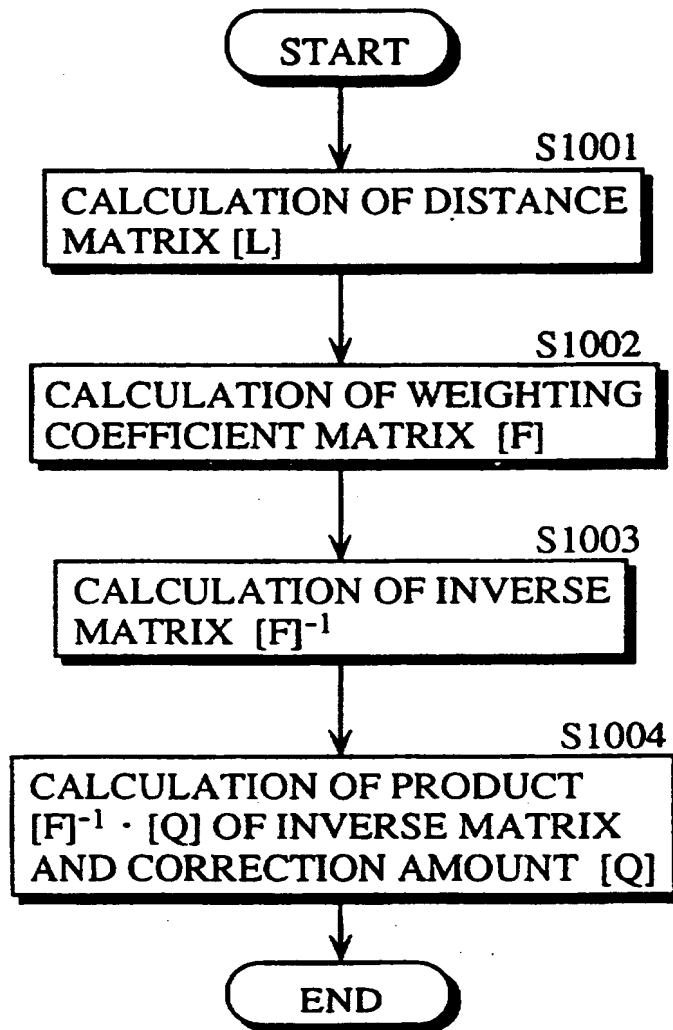 START
S1001
CALCULATION OF DISTANCE
MATRIX [L]
S1002
CALCULATION OF WEIGHTING
COEFFICIENT MATRIX [F]
S1003
CALCULATION OF INVERSE
MATRIX [F]⁻¹
S1004
CALCULATION OF PRODUCT
[F]⁻¹ · [Q] OF INVERSE MATRIX
AND CORRECTION AMOUNT [Q]
END